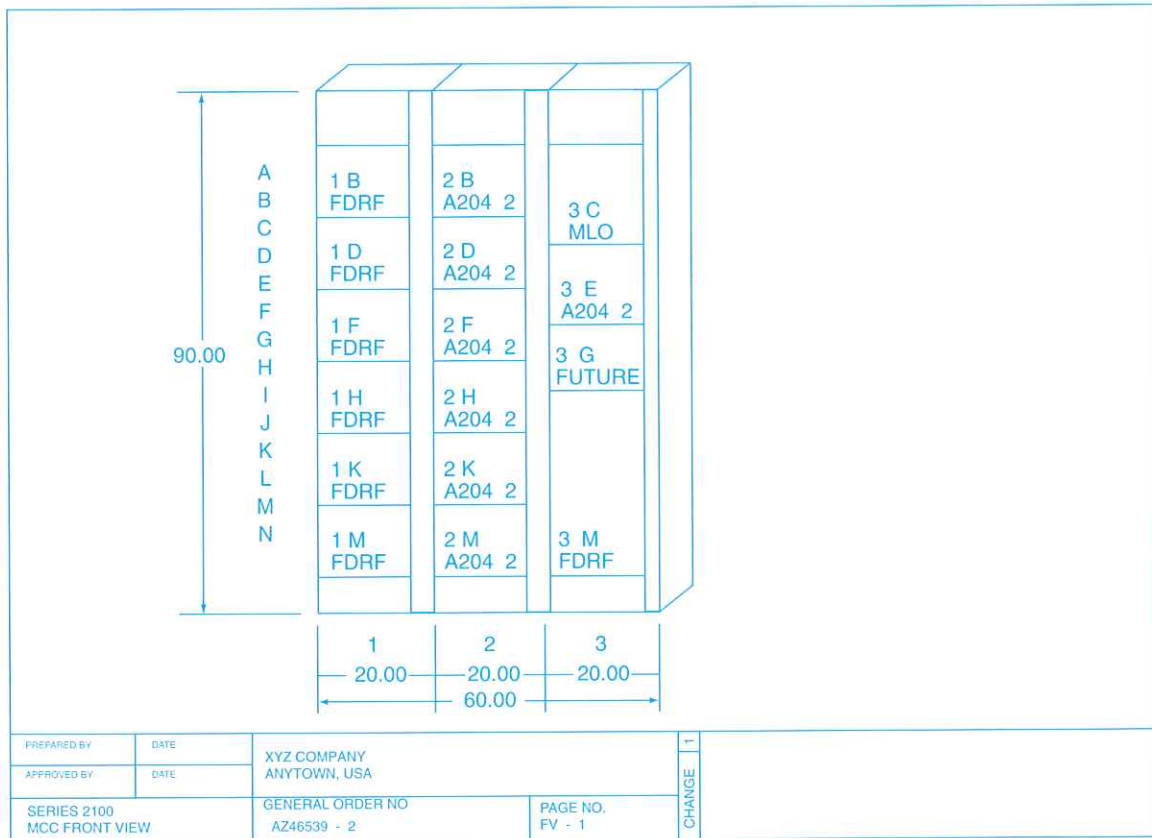 A
B
C
D
E
F
G
H
I
J
K
L
M
N
90.00
1 B
FDRF
1 D
FDRF
1 F
FDRF
1 H
FDRF
1 K
FDRF
1 M
FDRF
2 B
A204 2
2 D
A204 2
2 F
A204 2
2 H
A204 2
2 K
A204 2
2 M
A204 2
3 C
MLO
3 E
A204 2
3 G
FUTURE
3 M
FDRF
1 2 3
20.00 20.00 20.00
60.00
PREPARED BY
DATE
APPROVED BY
DATE
XYZ COMPANY
ANYTOWN, USA
SERIES 2100
MCC FRONT VIEW
GENERAL ORDER NO
AZ46539 - 2
PAGE NO.
FV - 1
CHANGE 1